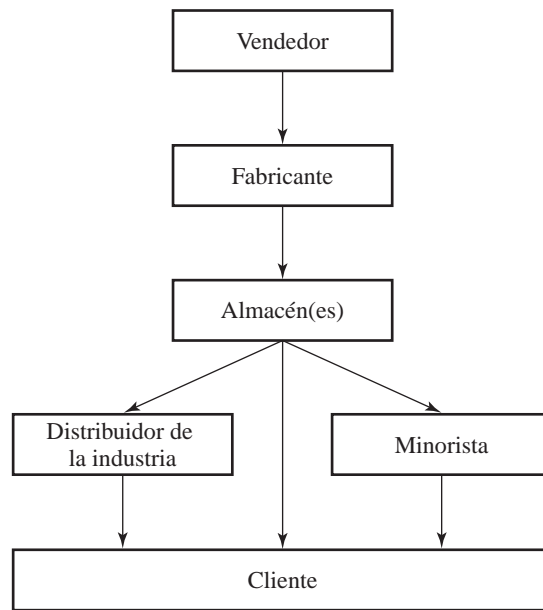 Vendedor
Fabricante
Almacén(es)
Distribuidor de
la industria
Minorista
Cliente